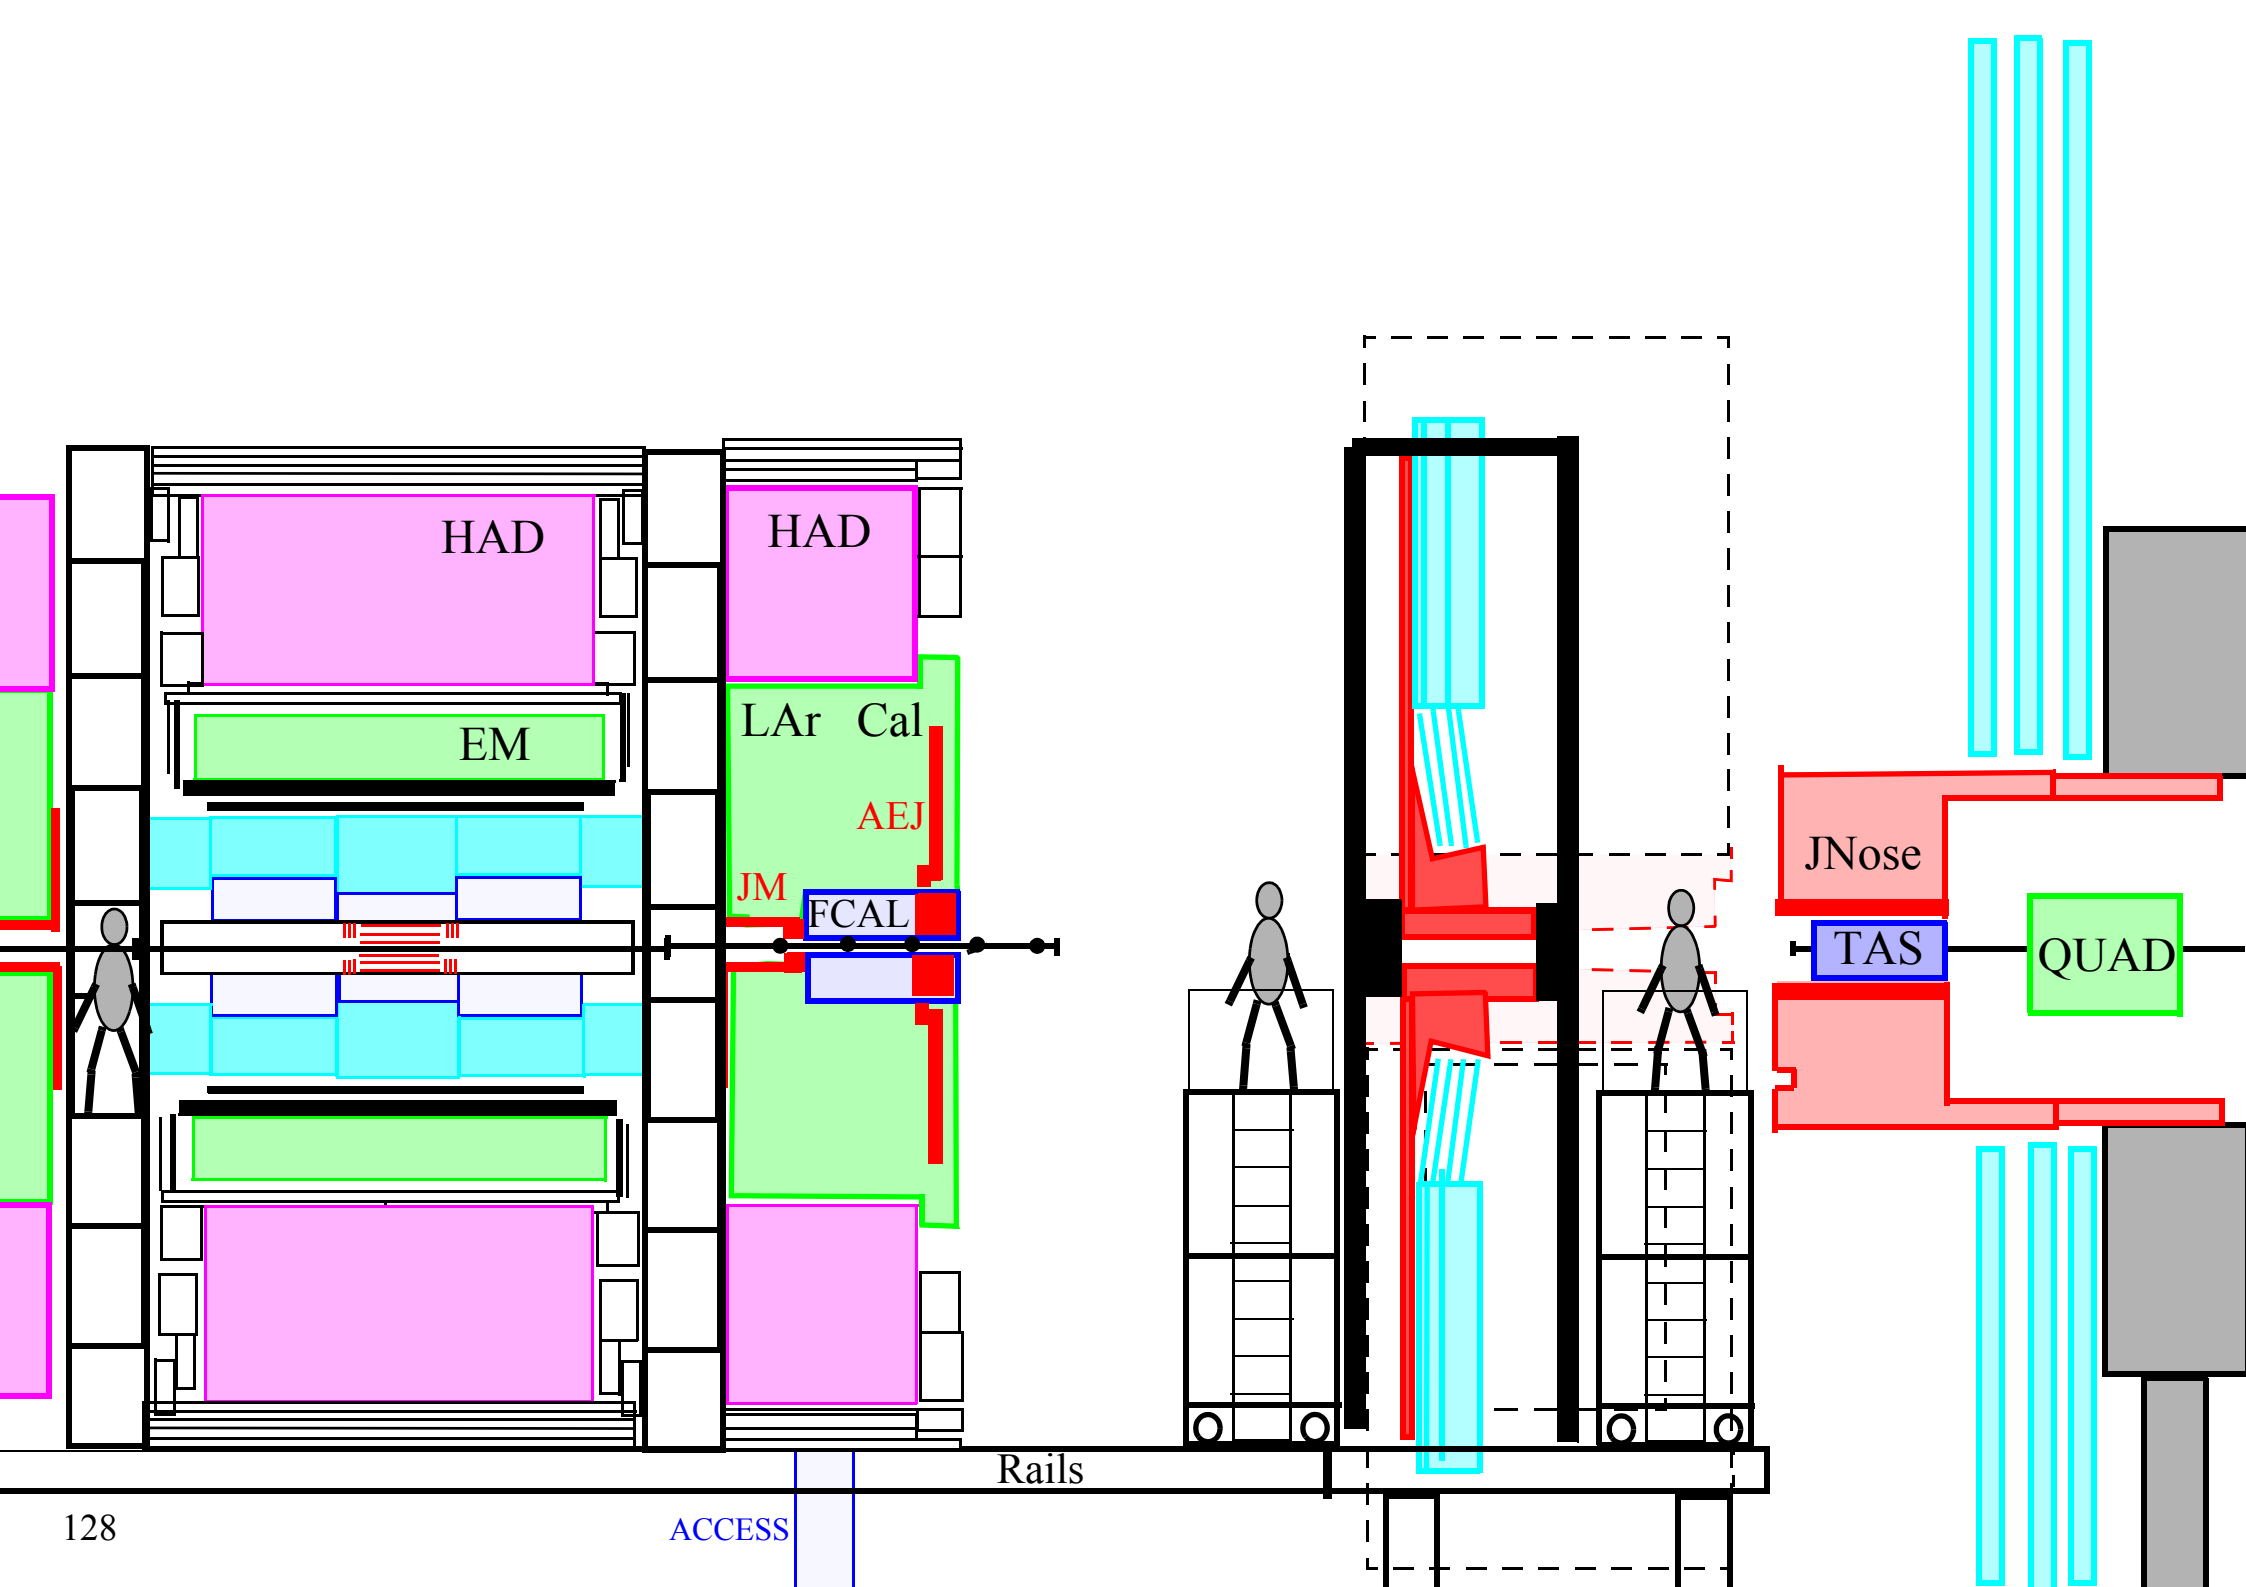 HAD
HAD
LAr Cal
EM
AEJ
JNose
JM
FCAL
TAS
QUAD
Rails
128
ACCESS